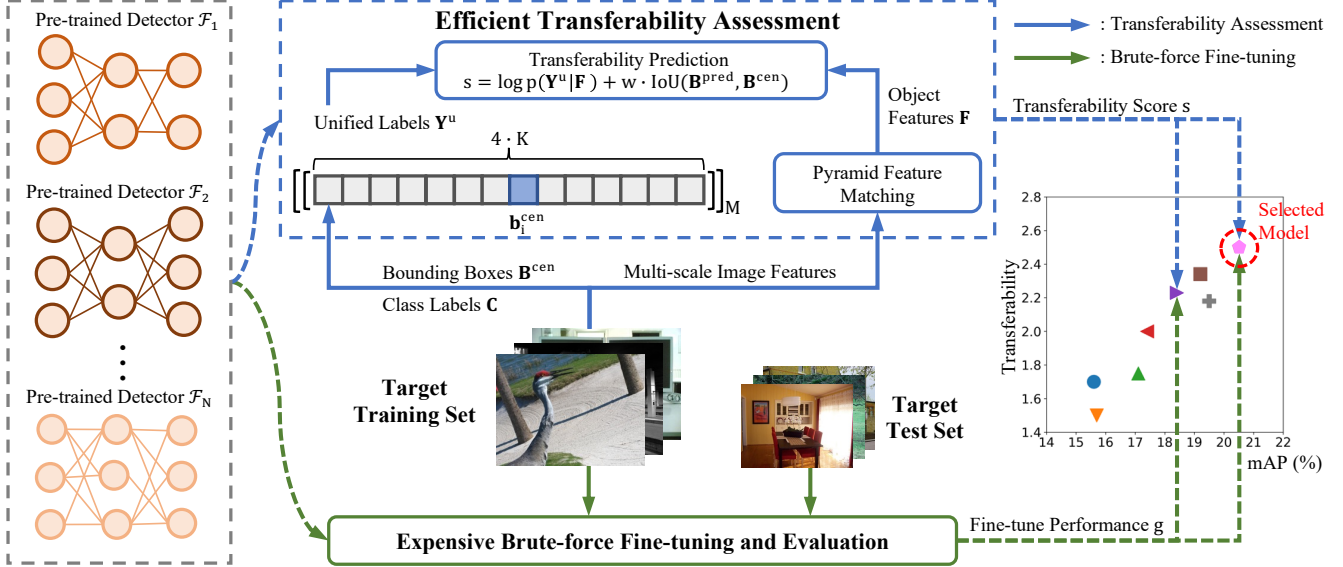 Pre-trained Detector ℱ₁
Pre-trained Detector ℱ₂
⋮
Pre-trained Detector ℱ_N
Efficient Transferability Assessment
Transferability Prediction
s = log p(𝐘ᵘ|𝐅) + w · IoU(𝐁ᵖʳᵉᵈ, 𝐁ᶜᵉⁿ)
Unified Labels 𝐘ᵘ
Object
Features 𝐅
4 · K
[[ ]]_M
𝐛ᵢᶜᵉⁿ
Pyramid Feature
Matching
Bounding Boxes 𝐁ᶜᵉⁿ
Class Labels 𝐂
Multi-scale Image Features
Target
Training Set
Target
Test Set
Expensive Brute-force Fine-tuning and Evaluation
: Transferability Assessment
: Brute-force Fine-tuning
Transferability Score s
Selected
Model
Transferability
2.8
2.6
2.4
2.2
2.0
1.8
1.6
1.4
14 15 16 17 18 19 20 21 22
mAP (%)
Fine-tune Performance g